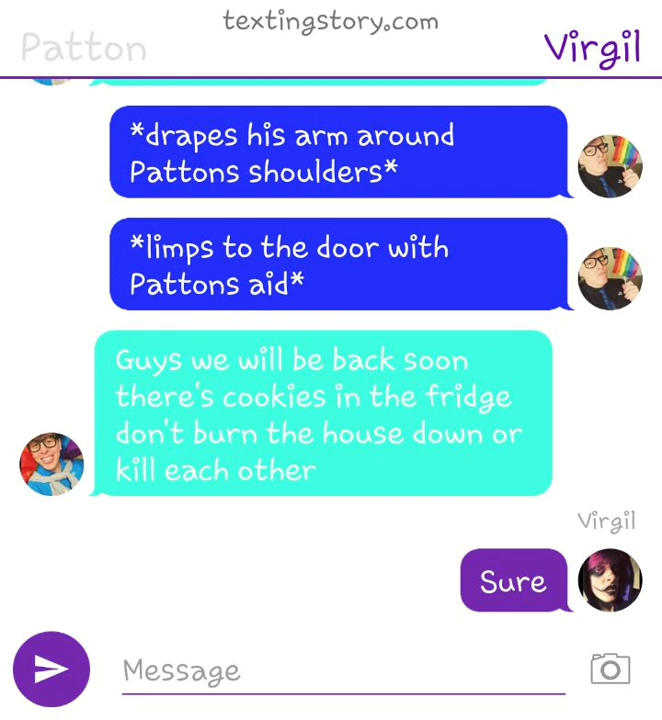 textingstory.com
Patton
Virgil
*drapes his arm around
Pattons shoulders*
*limps to the door with
Pattons aid*
Guys we will be back soon
there's cookies in the fridge
don't burn the house down or
kill each other
Virgil
Sure
Message